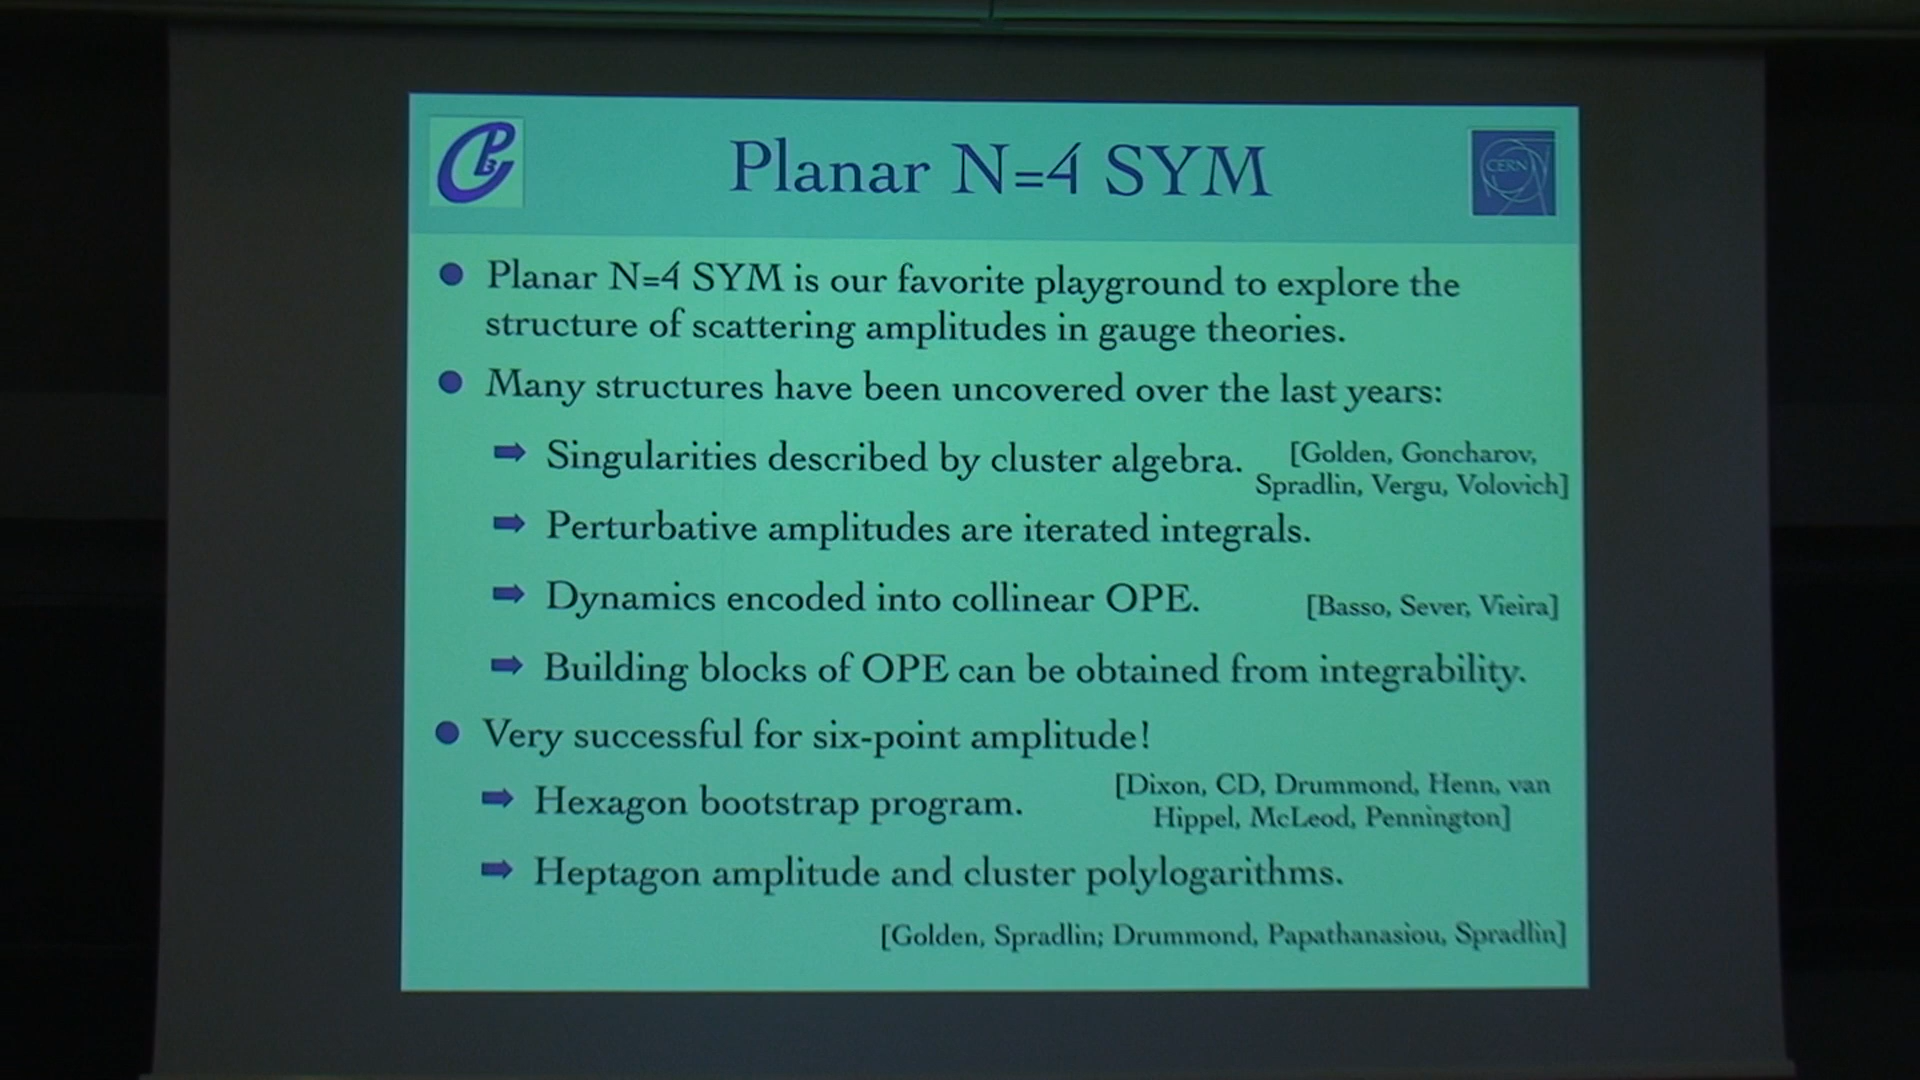 CP3
Planar N=4 SYM
CERN
● Planar N=4 SYM is our favorite playground to explore the
structure of scattering amplitudes in gauge theories.
● Many structures have been uncovered over the last years:
➡ Singularities described by cluster algebra. [Golden, Goncharov,
Spradlin, Vergu, Volovich]
➡ Perturbative amplitudes are iterated integrals.
➡ Dynamics encoded into collinear OPE. [Basso, Sever, Vieira]
➡ Building blocks of OPE can be obtained from integrability.
● Very successful for six-point amplitude!
➡ Hexagon bootstrap program. [Dixon, CD, Drummond, Henn, van
Hippel, McLeod, Pennington]
➡ Heptagon amplitude and cluster polylogarithms.
[Golden, Spradlin; Drummond, Papathanasiou, Spradlin]